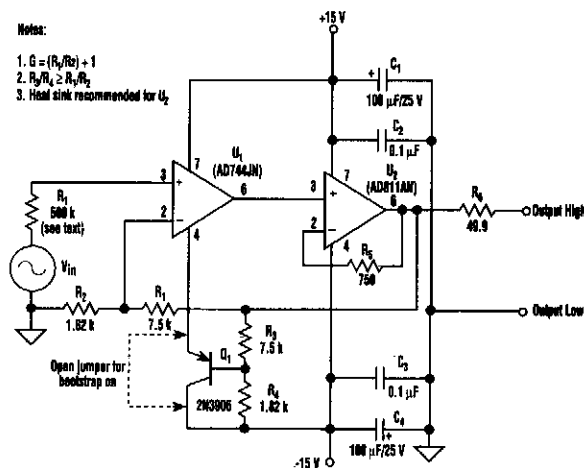 Notes:
1. G = (R1/R2) + 1
2. R3/R4 ≥ R1/R2
3. Heat sink recommended for U2
+15 V
C1
+
100 µF/25 V
C2
0.1 µF
U1
(AD744JN)
7
3
+
6
2
−
4
U2
(AD811AN)
7
3
+
6
2
−
4
R5
750
R6
49.9
Output High
Output Low
R1
500 k
(see text)
Vin
R2
1.62 k
R1
7.5 k
R3
7.5 k
Open jumper for
bootstrap on
Q1
2N3906
R4
1.82 k
C3
0.1 µF
C4
100 µF/25 V
+
-15 V